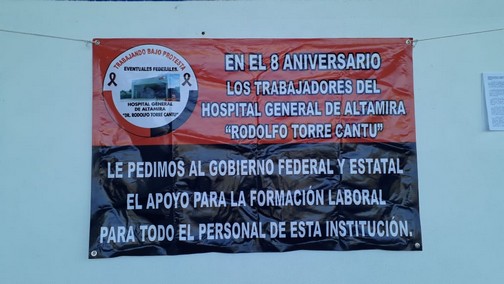 TRABAJANDO BAJO PROTESTA
EVENTUALES FEDERALES.
HOSPITAL GENERAL
DE ALTAMIRA
"DR. RODOLFO TORRE CANTU"
EN EL 8 ANIVERSARIO
LOS TRABAJADORES DEL
HOSPITAL GENERAL DE ALTAMIRA
"RODOLFO TORRE CANTU"
LE PEDIMOS AL GOBIERNO FEDERAL Y ESTATAL
EL APOYO PARA LA FORMACIÓN LABORAL
PARA TODO EL PERSONAL DE ESTA INSTITUCIÓN.